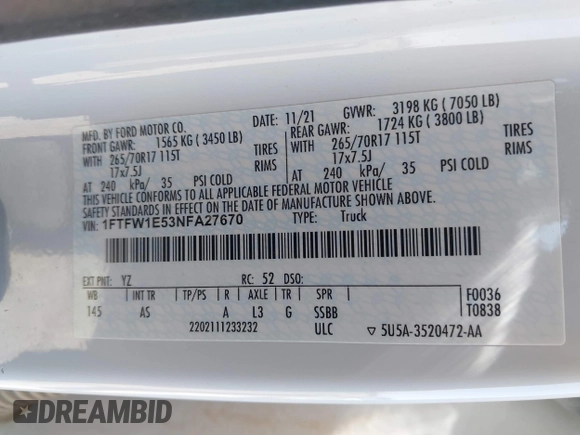 MFD. BY FORD MOTOR CO.
DATE: 11/21 GVWR: 3198 KG ( 7050 LB)
FRONT GAWR: 1565 KG ( 3450 LB)
REAR GAWR: 1724 KG ( 3800 LB)
WITH 265/70R17 115T TIRES
WITH 265/70R17 115T TIRES
17x7.5J RIMS
17x7.5J RIMS
AT 240 kPa/ 35 PSI COLD
AT 240 kPa/ 35 PSI COLD
THIS VEHICLE CONFORMS TO ALL APPLICABLE FEDERAL MOTOR VEHICLE
SAFETY AND THEFT PREVENTION STANDARDS IN EFFECT ON THE DATE OF MANUFACTURE SHOWN ABOVE.
VIN: 1FTFW1E53NFA27670 TYPE: Truck
EXT PNT: YZ RC: 52 DSO:
WB INT TR TP/PS R AXLE TR SPR F0036
145 AS A L3 G SSBB T0838
2202111233232 ULC ▽ 5U5A-3520472-AA
DREAMBID